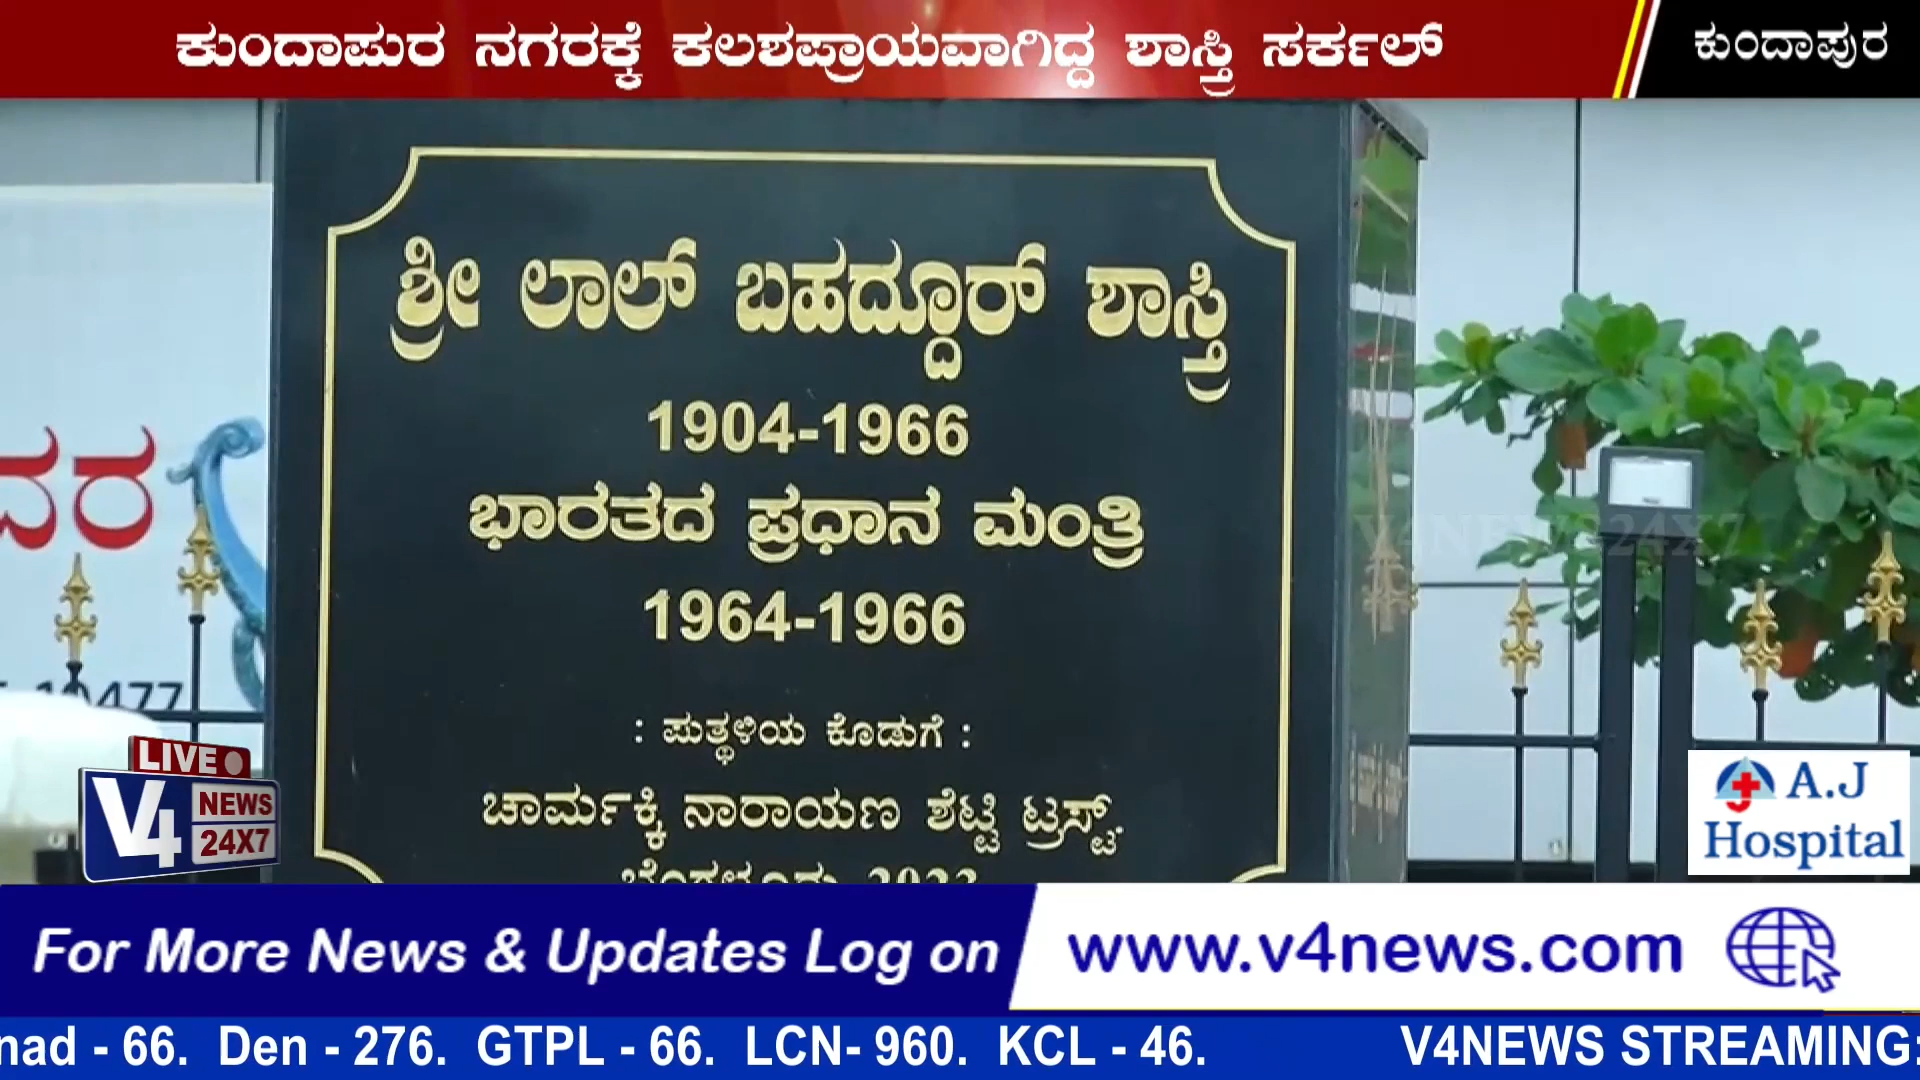 ಕುಂದಾಪುರ ನಗರಕ್ಕೆ ಕಲಶಪ್ರಾಯವಾಗಿದ್ದ ಶಾಸ್ತ್ರಿ ಸರ್ಕಲ್
ಕುಂದಾಪುರ
ಶ್ರೀ ಲಾಲ್ ಬಹದ್ದೂರ್ ಶಾಸ್ತ್ರಿ
1904-1966
ಭಾರತದ ಪ್ರಧಾನ ಮಂತ್ರಿ
1964-1966
: ಪುತ್ಥಳಿಯ ಕೊಡುಗೆ :
ಚಾರ್ಮಕ್ಕಿ ನಾರಾಯಣ ಶೆಟ್ಟಿ ಟ್ರಸ್ಟ್.
V4NEWS24X7
LIVE
V4 NEWS
24X7
A.J
Hospital
For More News & Updates Log on
www.v4news.com
nad - 66. Den - 276. GTPL - 66. LCN- 960. KCL - 46.
V4NEWS STREAMING: